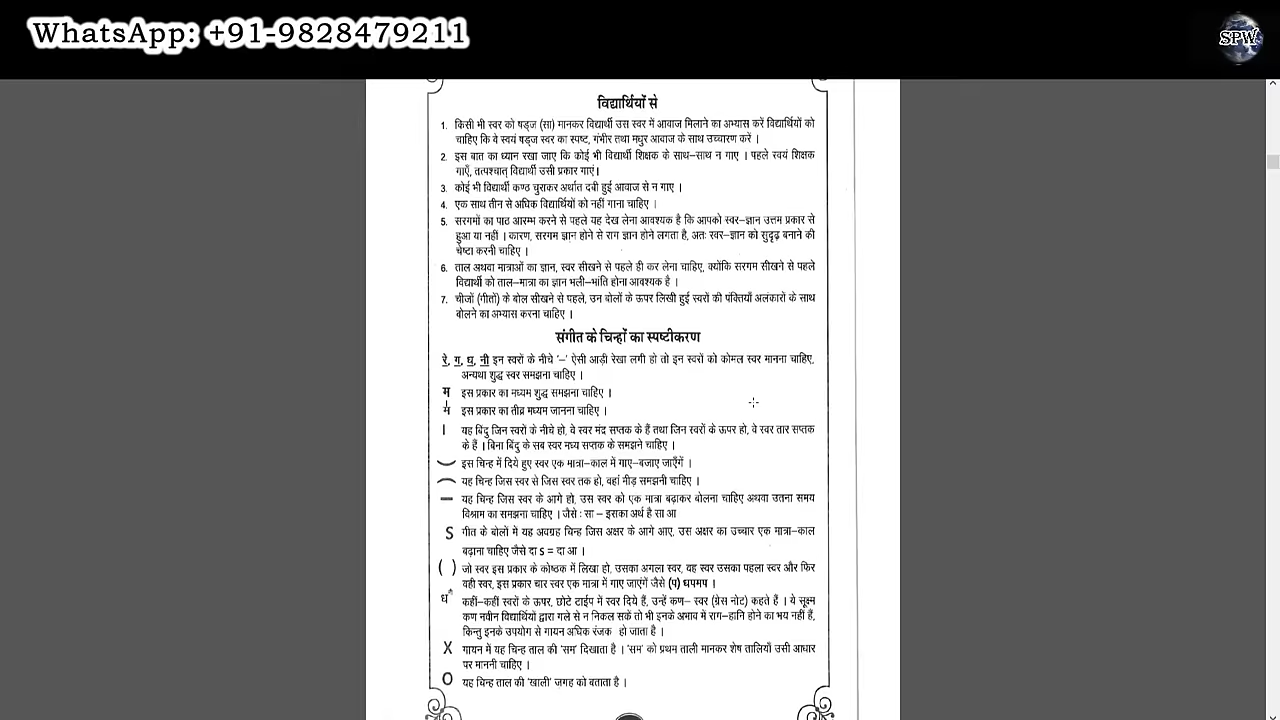 WhatsApp: +91-9828479211
SPW
विद्यार्थियों से
1. किसी भी स्वर को षड्ज (सा) मानकर विद्यार्थी उस स्वर में आवाज मिलाने का अभ्यास करें विद्यार्थियों को
चाहिए कि वे स्वयं षड्ज स्वर का स्पष्ट, गंभीर तथा मधुर आवाज के साथ उच्चारण करें ।
2. इस बात का ध्यान रखा जाए कि कोई भी विद्यार्थी शिक्षक के साथ–साथ न गाए । पहले स्वयं शिक्षक
गाएँ, तत्पश्चात् विद्यार्थी उसी प्रकार गाएं।
3. कोई भी विद्यार्थी कण्ठ चुराकर अर्थात दबी हुई आवाज से न गाए ।
4. एक साथ तीन से अधिक विद्यार्थियों को नहीं गाना चाहिए ।
5. सरगमों का पाठ आरम्भ करने से पहले यह देख लेना आवश्यक है कि आपको स्वर–ज्ञान उत्तम प्रकार से
हुआ या नहीं । कारण, सरगम ज्ञान होने से राग ज्ञान होने लगता है, अतः स्वर–ज्ञान को सुदृढ़ बनाने की
चेष्टा करनी चाहिए ।
6. ताल अथवा मात्राओं का ज्ञान, स्वर सीखने से पहले ही कर लेना चाहिए, क्योंकि सरगम सीखने से पहले
विद्यार्थी को ताल–मात्रा का ज्ञान भली–भांति होना आवश्यक है ।
7. चीजों (गीतों) के बोल सीखने से पहले, उन बोलों के ऊपर लिखी हुई स्वरों की पंक्तियाँ अलंकारों के साथ
बोलने का अभ्यास करना चाहिए ।
संगीत के चिन्हों का स्पष्टीकरण
रे, ग, ध, नी इन स्वरों के नीचे '–' ऐसी आड़ी रेखा लगी हो तो इन स्वरों को कोमल स्वर मानना चाहिए,
अन्यथा शुद्ध स्वर समझना चाहिए ।
म इस प्रकार का मध्यम शुद्ध समझना चाहिए ।
म॑ इस प्रकार का तीव्र मध्यम जानना चाहिए ।
| यह बिंदु जिन स्वरों के नीचे हो, वे स्वर मंद्र सप्तक के हैं तथा जिन स्वरों के ऊपर हो, वे स्वर तार सप्तक
के हैं । बिना बिंदु के सब स्वर मध्य सप्तक के समझने चाहिए ।
‿ इस चिन्ह में दिये हुए स्वर एक मात्रा–काल में गाए–बजाए जाएँगें ।
⁀ यह चिन्ह जिस स्वर से जिस स्वर तक हो, वहां मीड़ समझनी चाहिए ।
– यह चिन्ह जिस स्वर के आगे हो, उस स्वर को एक मात्रा बढ़ाकर बोलना चाहिए अथवा उतना समय
विश्राम का समझना चाहिए । जैसे : सा – इसका अर्थ है सा आ
S गीत के बोलों में यह अवग्रह चिन्ह जिस अक्षर के आगे आए, उस अक्षर का उच्चार एक मात्रा–काल
बढ़ाना चाहिए जैसे दा s = दा आ ।
( ) जो स्वर इस प्रकार के कोष्ठक में लिखा हो, उसका अगला स्वर, वह स्वर उसका पहला स्वर और फिर
वही स्वर, इस प्रकार चार स्वर एक मात्रा में गाए जाएंगें जैसे (प) धपमप ।
ध कहीं–कहीं स्वरों के ऊपर, छोटे टाईप में स्वर दिये हैं, उन्हें कण– स्वर (ग्रेस नोट) कहते हैं । ये सूक्ष्म
कण नवीन विद्यार्थियों द्वारा गले से न निकल सकें तो भी इनके अभाव में राग–हानि होने का भय नहीं हैं,
किन्तु इनके उपयोग से गायन अधिक रंजक हो जाता है ।
X गायन में यह चिन्ह ताल की 'सम' दिखाता है । 'सम' को प्रथम ताली मानकर शेष तालियाँ उसी आधार
पर माननी चाहिए ।
O यह चिन्ह ताल की 'खाली' जगह को बताता है ।